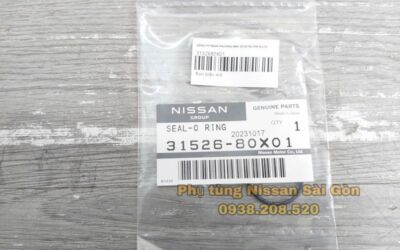 3152680X01
NISSAN
GROUP
GENUINE PARTS
SEAL-O RING
QTY
1
20231017
31526-80X01
Nissan Motor Co., Ltd
Phụ tùng Nissan Sài Gòn
0938.208.520